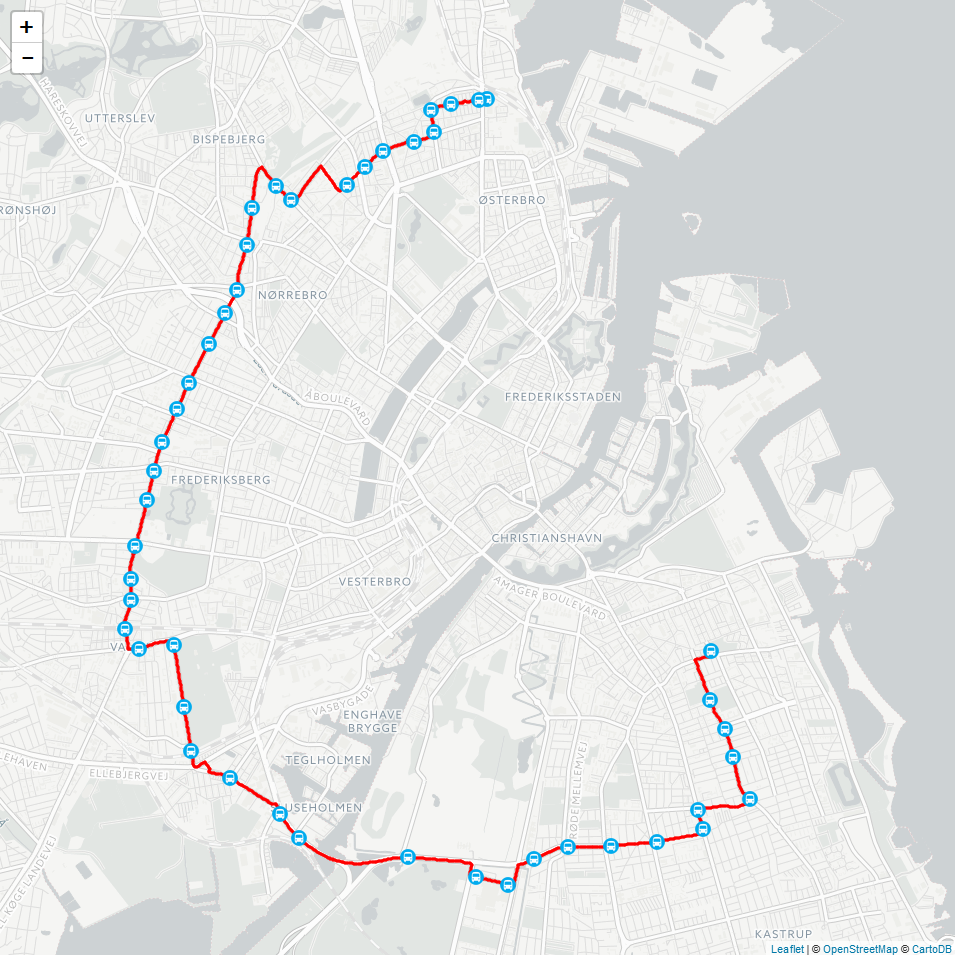 +
−
HARESKOVVEJ
UTTERSLEV
BISPEBJERG
RØNSHØJ
ØSTERBRO
NØRREBRO
ÅBOULEVARD
FREDERIKSSTADEN
FREDERIKSBERG
CHRISTIANSHAVN
VESTERBRO
AMAGER BOULEVARD
VA
VASBYGADE
ENGHAVE
BRYGGE
TEGLHOLMEN
LEHAVEN
ELLEBJERGVEJ
RØDE MELLEMVEJ
USEHOLMEN
L-KØGE LANDEVEJ
KASTRUP
Leaflet | © OpenStreetMap © CartoDB